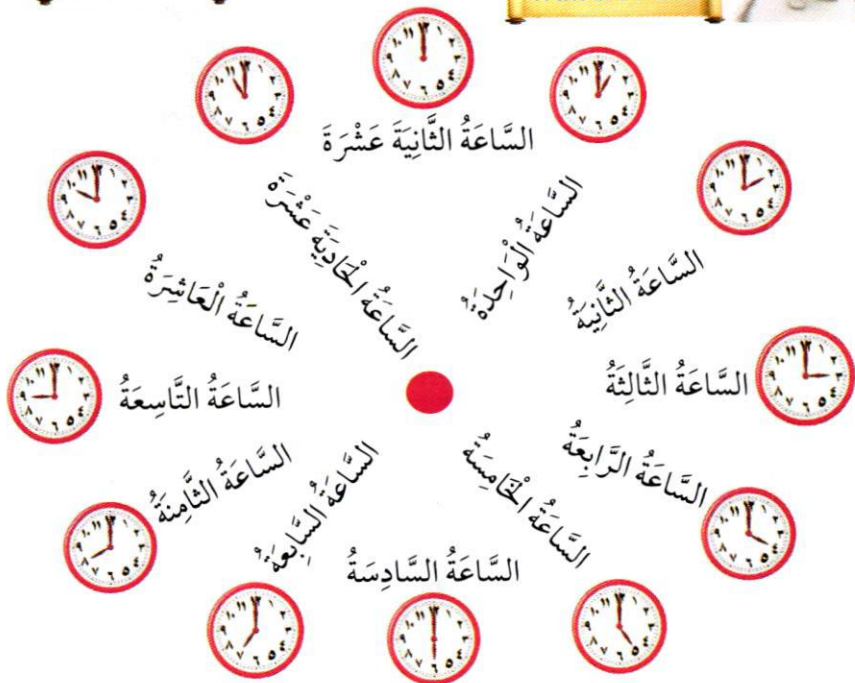 السَّاعَةُ الثَّانِيَةَ عَشْرَةَ
السَّاعَةُ الْوَاحِدَةُ
السَّاعَةُ الثَّانِيَةُ
السَّاعَةُ الثَّالِثَةُ
السَّاعَةُ الرَّابِعَةُ
السَّاعَةُ الْخَامِسَةُ
السَّاعَةُ السَّادِسَةُ
السَّاعَةُ السَّابِعَةُ
السَّاعَةُ الثَّامِنَةُ
السَّاعَةُ التَّاسِعَةُ
السَّاعَةُ الْعَاشِرَةُ
السَّاعَةُ الْحَادِيَةَ عَشْرَةَ